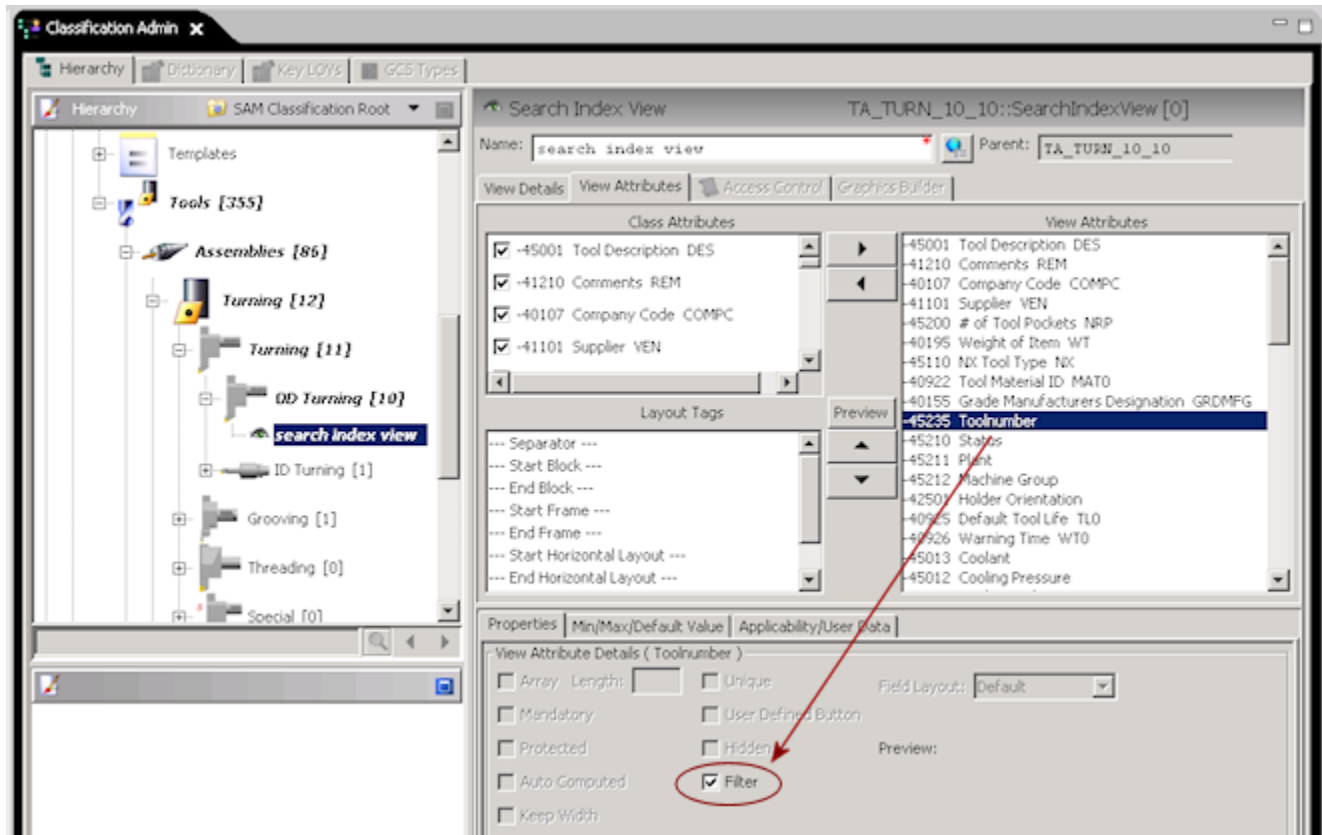 Classification Admin
Hierarchy Dictionary Key LOVs GCS Types
Hierarchy SAM Classification Root
Templates
Tools [355]
Assemblies [86]
Turning [12]
Turning [11]
OD Turning [10]
search index view
ID Turning [1]
Grooving [1]
Threading [0]
Special [0]
Search Index View TA_TURN_10_10::SearchIndexView [0]
Name: search index view * Parent: TA_TURN_10_10
View Details View Attributes Access Control Graphics Builder
Class Attributes
-45001 Tool Description DES
-41210 Comments REM
-40107 Company Code COMPC
-41101 Supplier VEN
Layout Tags
--- Separator ---
--- Start Block ---
--- End Block ---
--- Start Frame ---
--- End Frame ---
--- Start Horizontal Layout ---
--- End Horizontal Layout ---
Preview
View Attributes
-45001 Tool Description DES
-41210 Comments REM
-40107 Company Code COMPC
-41101 Supplier VEN
-45200 # of Tool Pockets NRP
-40195 Weight of Item WT
-45110 NX Tool Type NX
-40922 Tool Material ID MAT0
-40155 Grade Manufacturers Designation GRDMFG
-45235 Toolnumber
-45210 Status
-45211 Plant
-45212 Machine Group
-42501 Holder Orientation
-40925 Default Tool Life TL0
-40926 Warning Time WT0
-45013 Coolant
-45012 Cooling Pressure
Properties Min/Max/Default Value Applicability/User Data
View Attribute Details ( Toolnumber )
Array Length: Unique Field Layout: Default
Mandatory User Defined Button
Protected Hidden Preview:
Auto Computed Filter
Keep Width